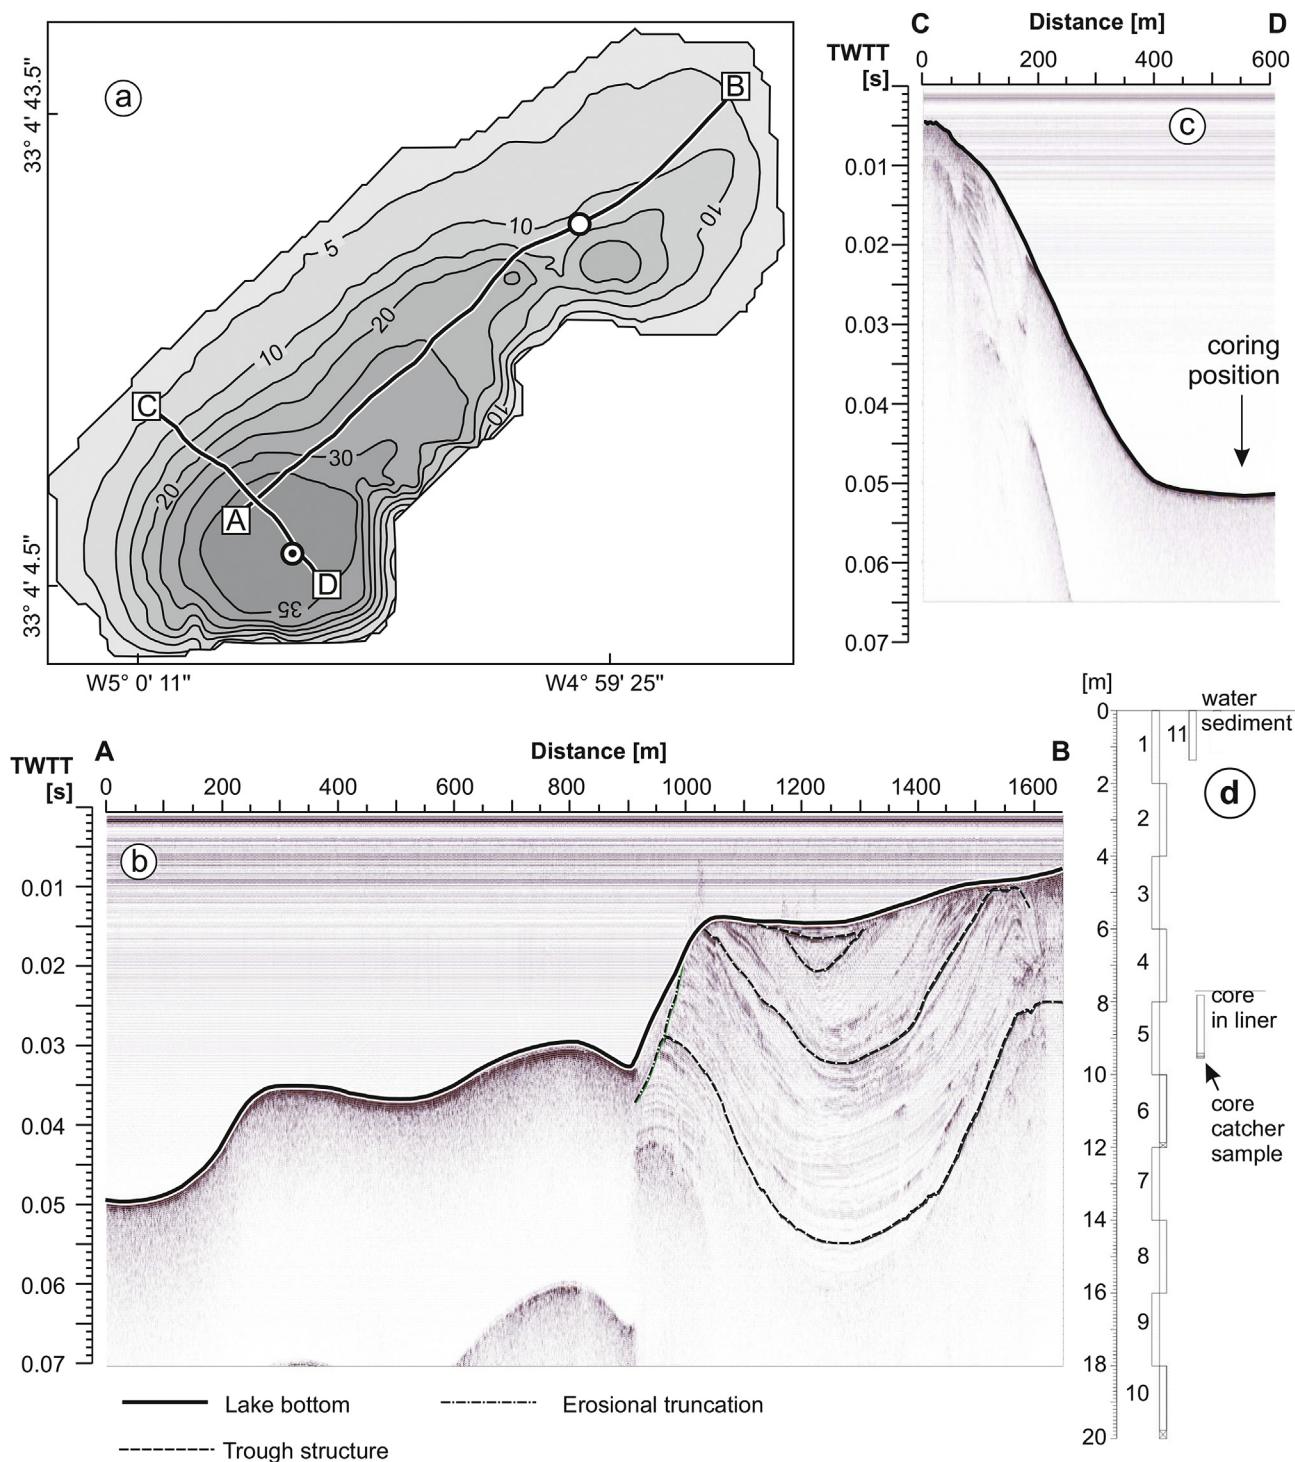 a
33° 4' 43.5"
33° 4' 4.5"
W5° 0' 11"
W4° 59' 25"
B
C
A
D
5
10
10
10
20
20
30
10
35
C
Distance [m]
D
TWTT
[s]
0
200
400
600
c
0.01
0.02
0.03
0.04
0.05
0.06
0.07
coring
position
A
Distance [m]
B
TWTT
[s]
0
200
400
600
800
1000
1200
1400
1600
b
0.01
0.02
0.03
0.04
0.05
0.06
0.07
Lake bottom
Erosional truncation
Trough structure
[m]
0
2
4
6
8
10
12
14
16
18
20
1
2
3
4
5
6
7
8
9
10
11
water
sediment
d
core
in liner
core
catcher
sample